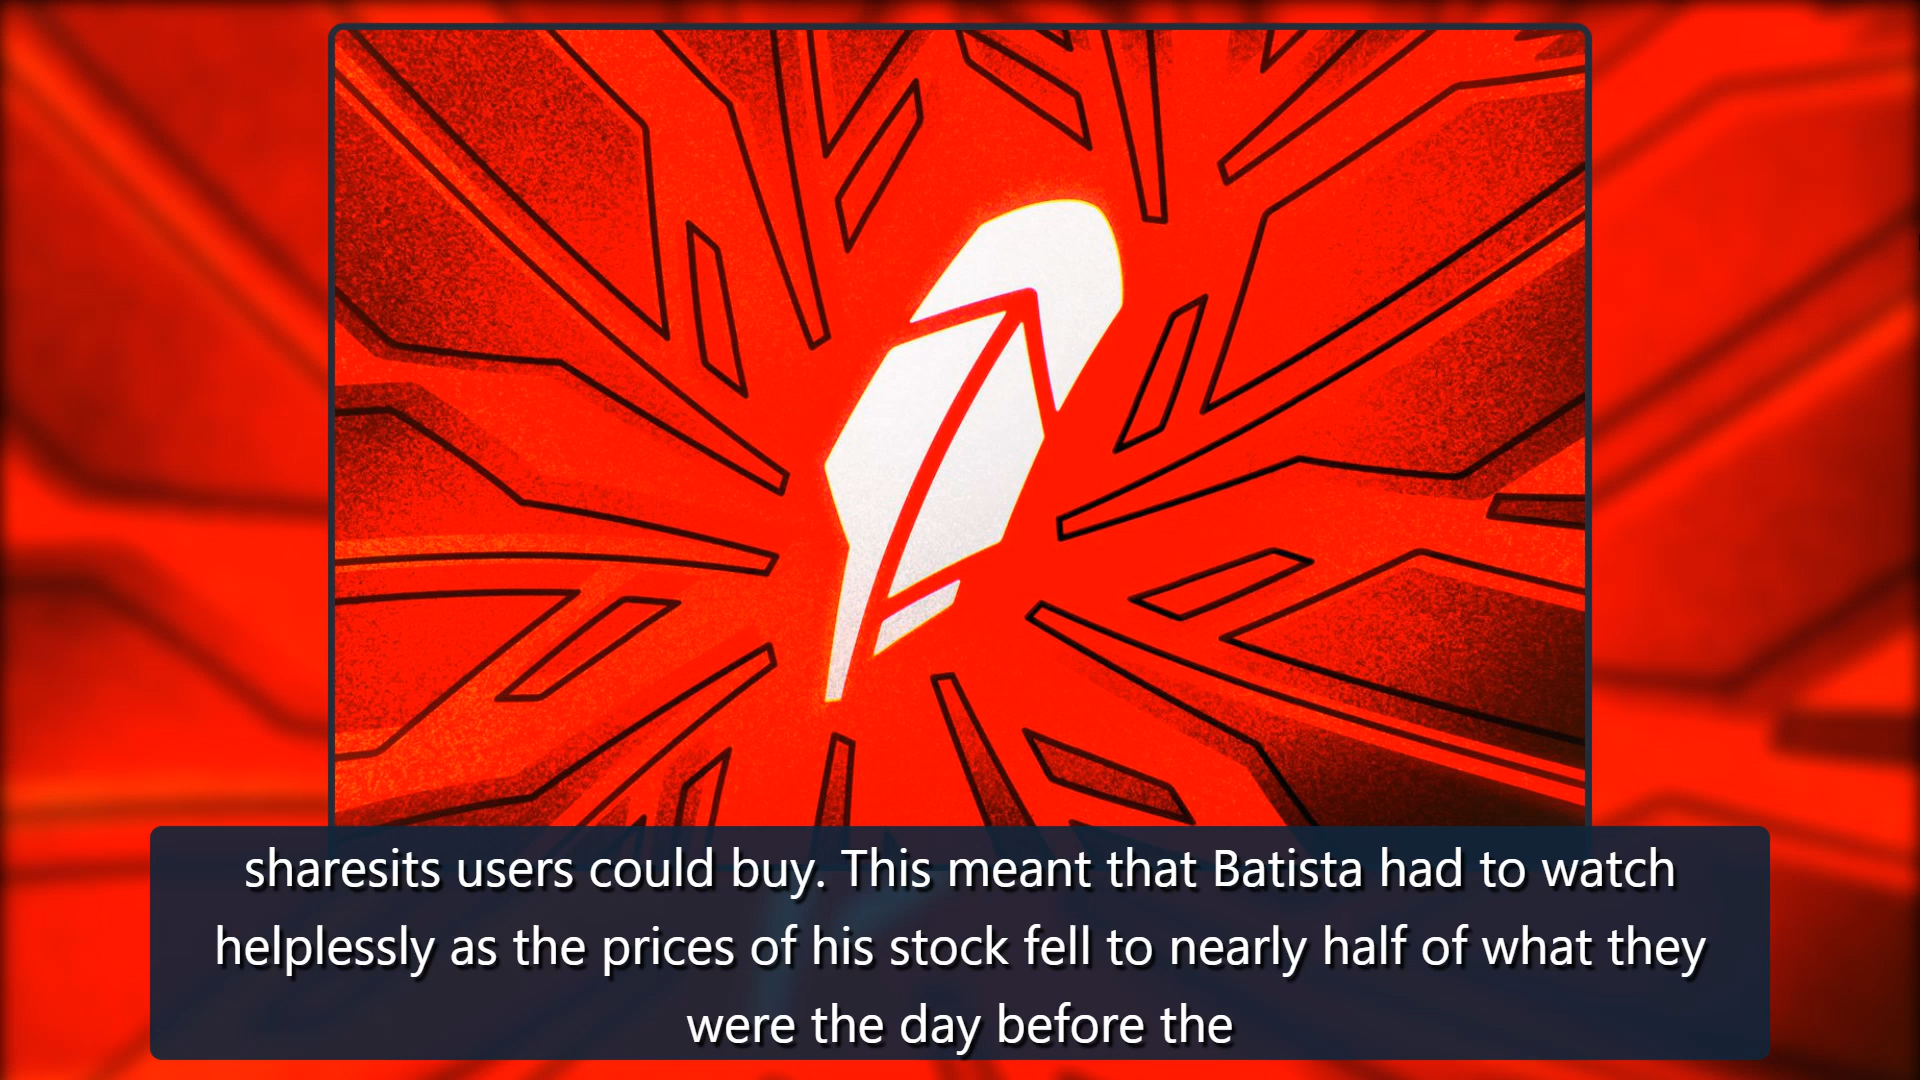 sharesits users could buy. This meant that Batista had to watch
helplessly as the prices of his stock fell to nearly half of what they
were the day before the